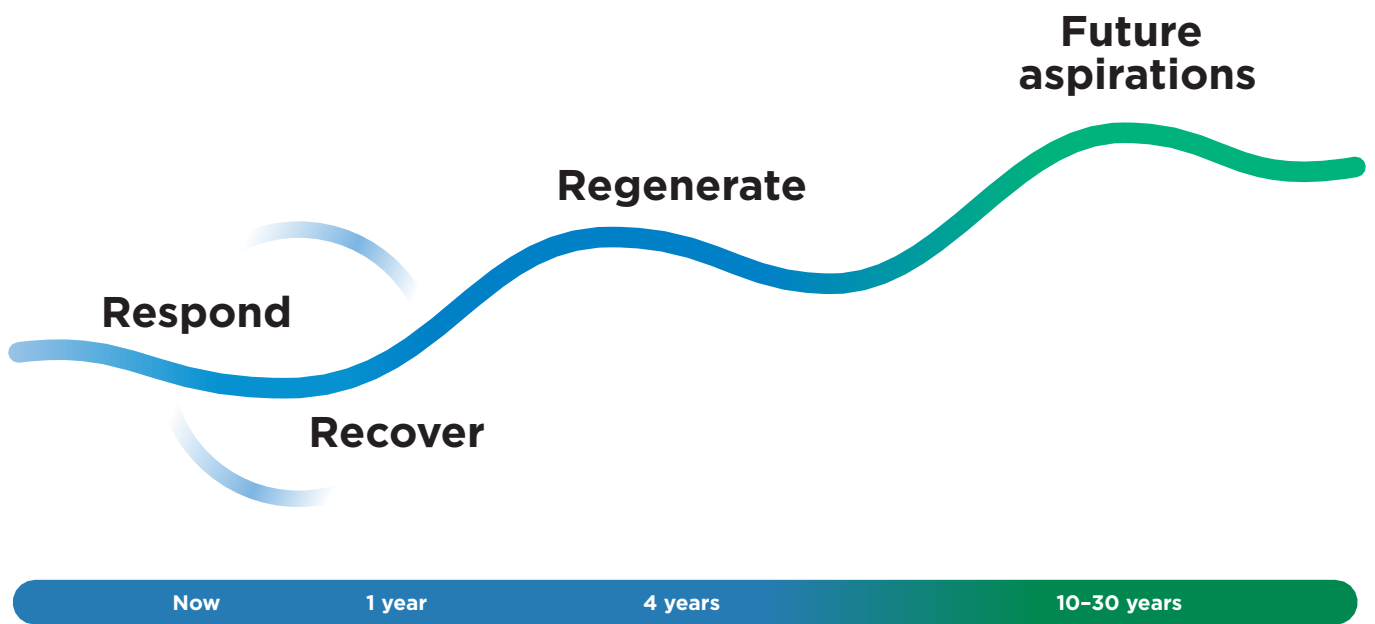 Future
aspirations
Regenerate
Respond
Recover
Now
1 year
4 years
10–30 years